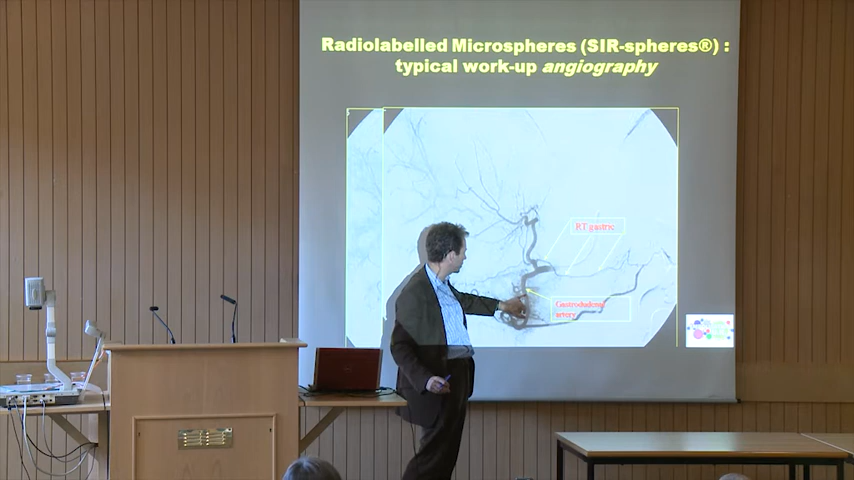 Radiolabelled Microspheres (SIR-spheres®) :
typical work-up angiography
RT gastric
Gastroduodenal
artery